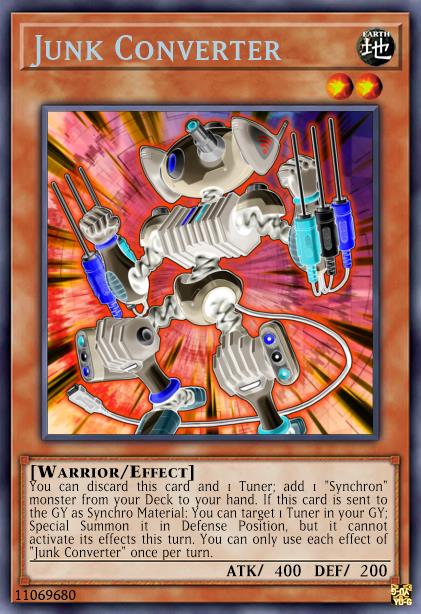 JUNK CONVERTER
EARTH
地
[WARRIOR/EFFECT]
You can discard this card and 1 Tuner; add 1 "Synchron"
monster from your Deck to your hand. If this card is sent to
the GY as Synchro Material: You can target 1 Tuner in your GY;
Special Summon it in Defense Position, but it cannot
activate its effects this turn. You can only use each effect of
"Junk Converter" once per turn.
ATK/ 400 DEF/ 200
11069680